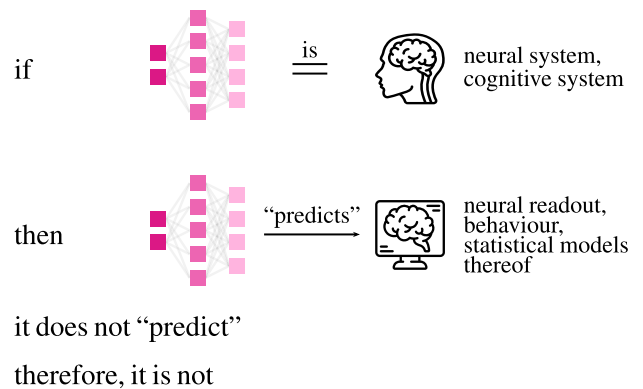 if
is
neural system,
cognitive system
then
“predicts”
neural readout,
behaviour,
statistical models
thereof
it does not “predict”
therefore, it is not